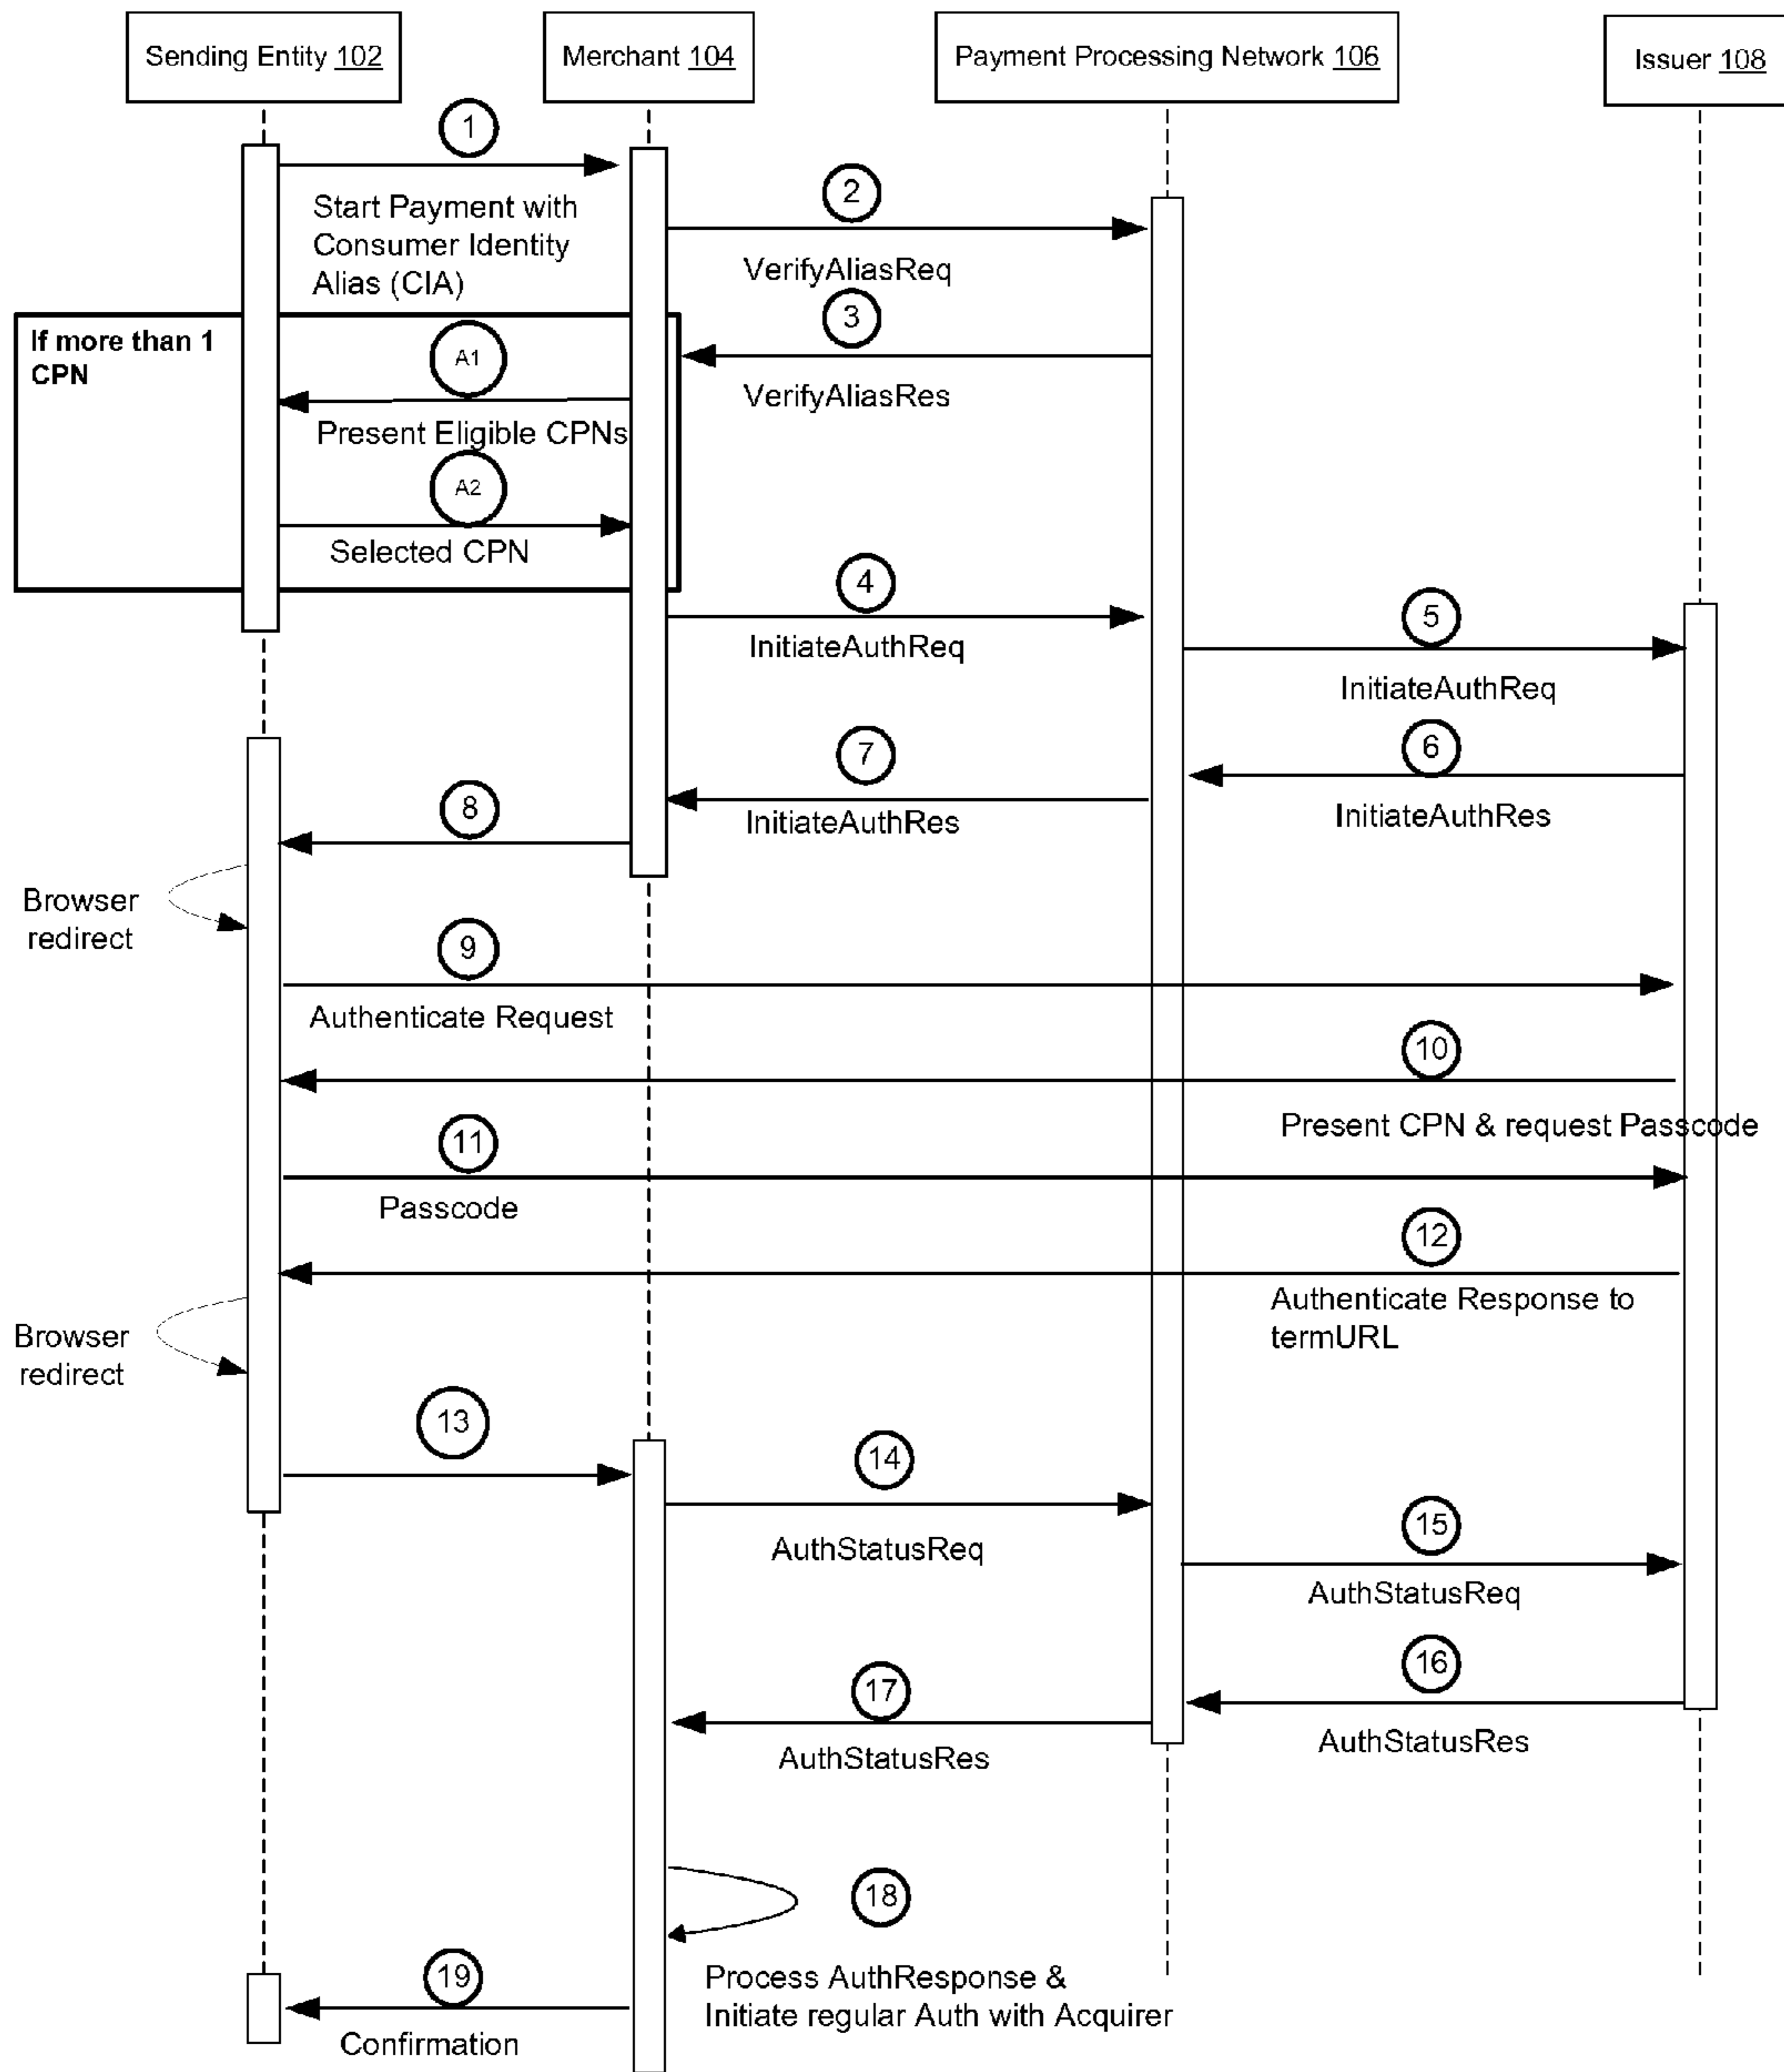 Sending Entity 102
Merchant 104
Payment Processing Network 106
Issuer 108
1
Start Payment with
Consumer Identity
Alias (CIA)
2
VerifyAliasReq
3
VerifyAliasRes
If more than 1
CPN
A1
Present Eligible CPNs
A2
Selected CPN
4
InitiateAuthReq
5
InitiateAuthReq
6
InitiateAuthRes
7
InitiateAuthRes
8
Browser
redirect
9
Authenticate Request
10
Present CPN & request Passcode
11
Passcode
12
Authenticate Response to
termURL
Browser
redirect
13
14
AuthStatusReq
15
AuthStatusReq
16
AuthStatusRes
17
AuthStatusRes
18
Process AuthResponse &
Initiate regular Auth with Acquirer
19
Confirmation